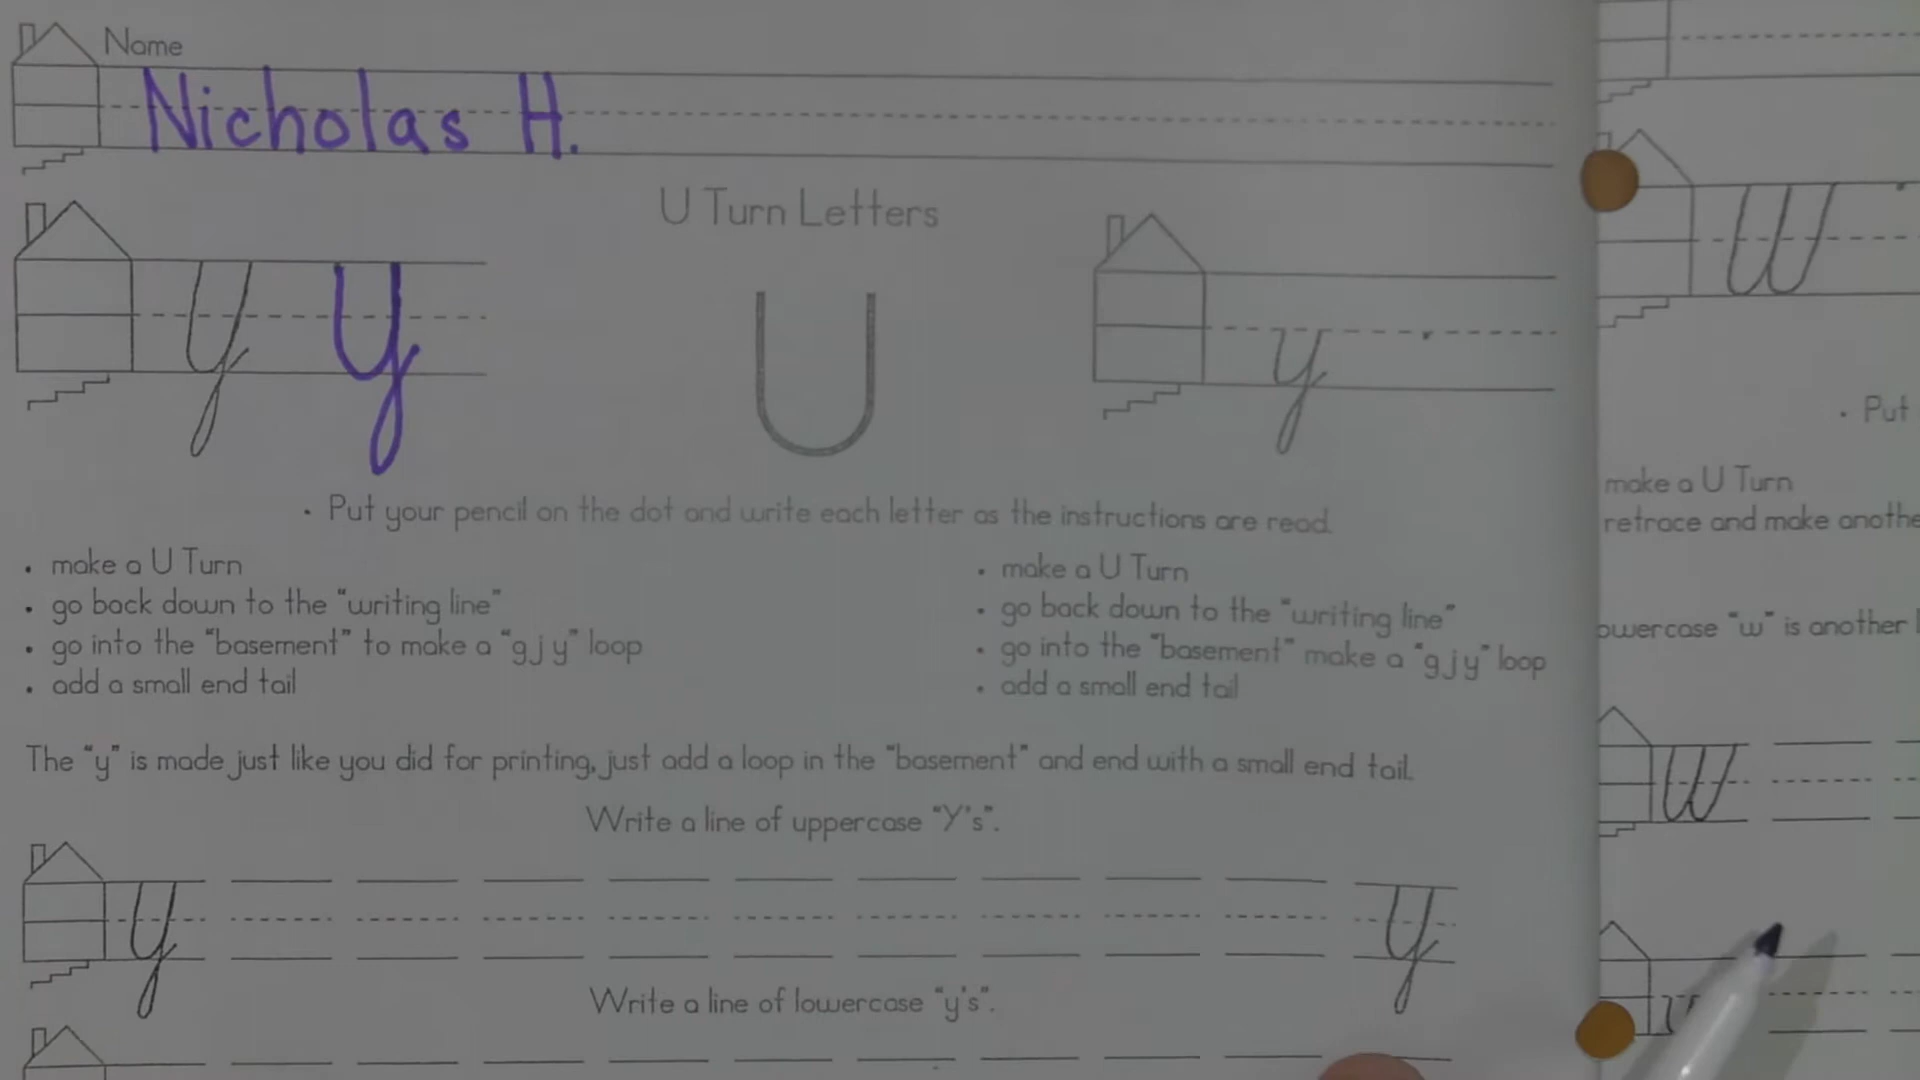 Name
Nicholas H.
U Turn Letters
Y Y
U
y
W
• Put your pencil on the dot and write each letter as the instructions are read.
• make a U Turn
• go back down to the "writing line"
• go into the "basement" to make a "g j y" loop
• add a small end tail
• make a U Turn
• go back down to the "writing line"
• go into the "basement" make a "g j y" loop
• add a small end tail
The "y" is made just like you did for printing, just add a loop in the "basement" and end with a small end tail.
Write a line of uppercase "Y's".
Y Y
Write a line of lowercase "y's".
• Put
make a U Turn
retrace and make anothe
owercase "w" is another
W